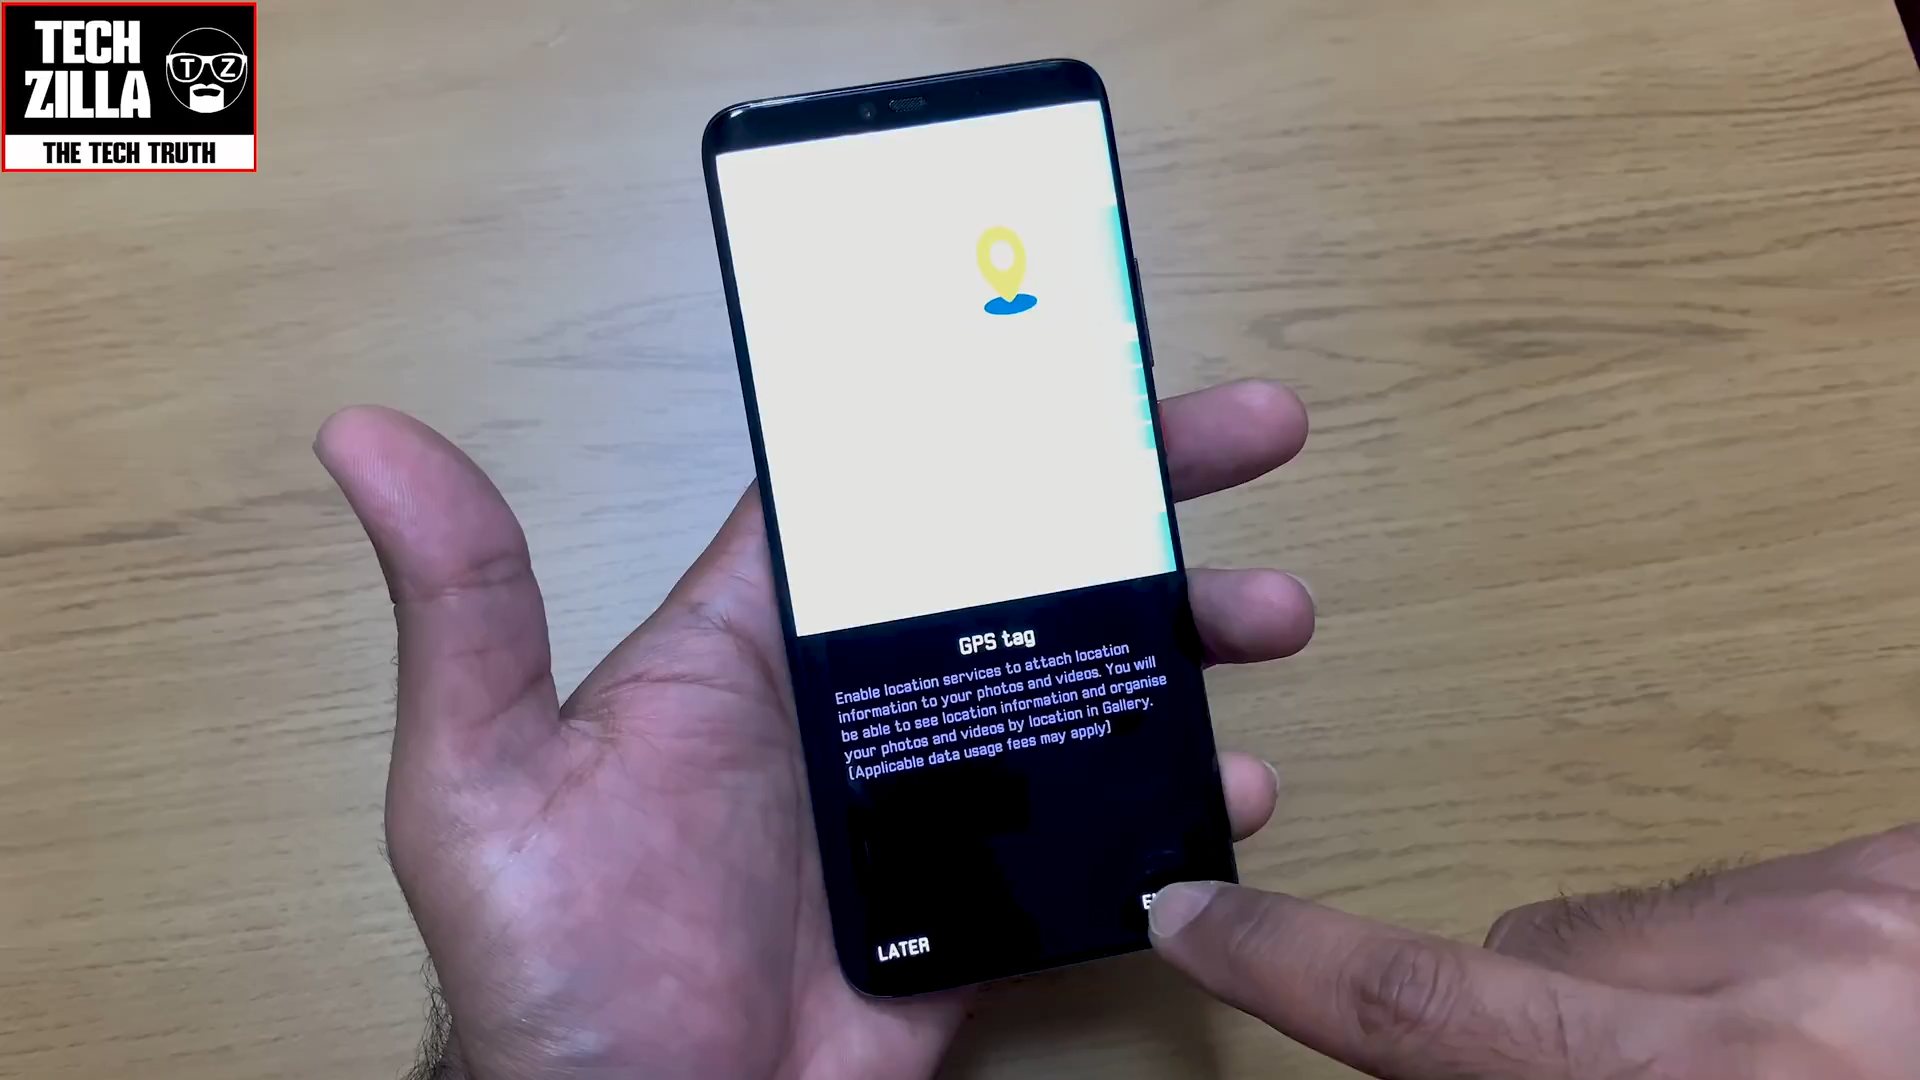 TECH
ZILLA
T Z
THE TECH TRUTH
GPS tag
Enable location services to attach location
information to your photos and videos. You will
be able to see location information and organise
your photos and videos by location in Gallery.
(Applicable data usage fees may apply)
LATER